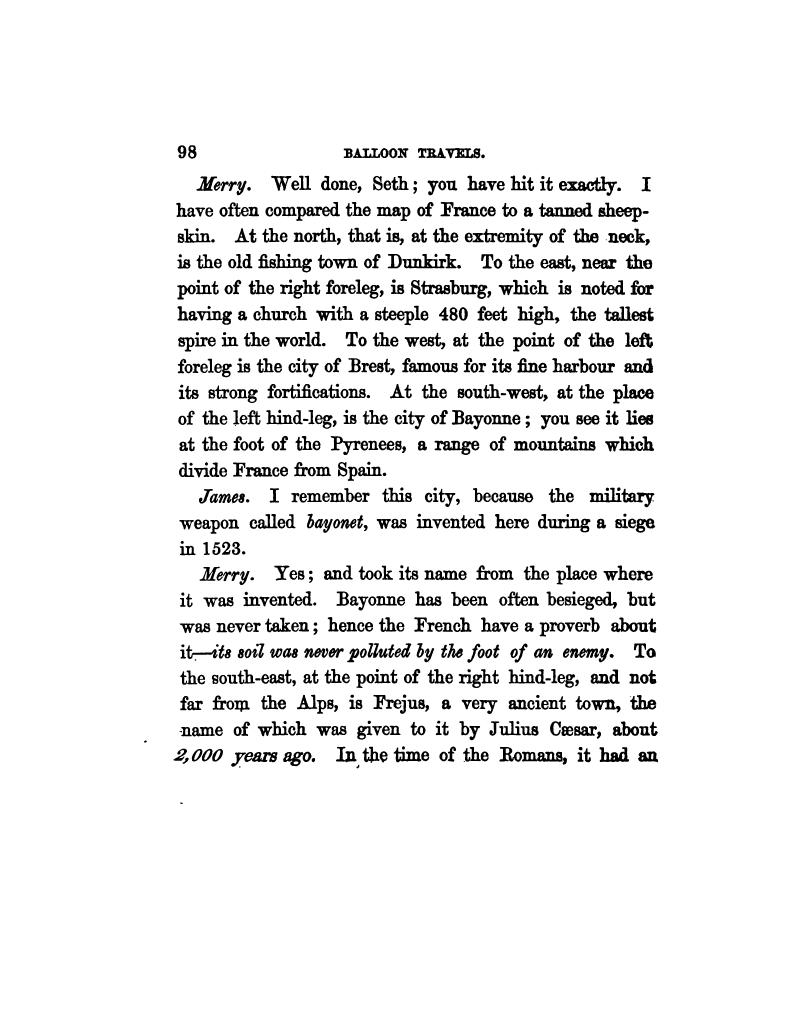 98 BALLOON TRAVELS.
Merry. Well done, Seth; you have hit it exactly. I
have often compared the map of France to a tanned sheep-
skin. At the north, that is, at the extremity of the neck,
is the old fishing town of Dunkirk. To the east, near the
point of the right foreleg, is Strasburg, which is noted for
having a church with a steeple 480 feet high, the tallest
spire in the world. To the west, at the point of the left
foreleg is the city of Brest, famous for its fine harbour and
its strong fortifications. At the south-west, at the place
of the left hind-leg, is the city of Bayonne; you see it lies
at the foot of the Pyrenees, a range of mountains which
divide France from Spain.
James. I remember this city, because the military
weapon called bayonet, was invented here during a siege
in 1523.
Merry. Yes; and took its name from the place where
it was invented. Bayonne has been often besieged, but
was never taken; hence the French have a proverb about
it—its soil was never polluted by the foot of an enemy. To
the south-east, at the point of the right hind-leg, and not
far from the Alps, is Frejus, a very ancient town, the
name of which was given to it by Julius Cæsar, about
2,000 years ago. In the time of the Romans, it had an